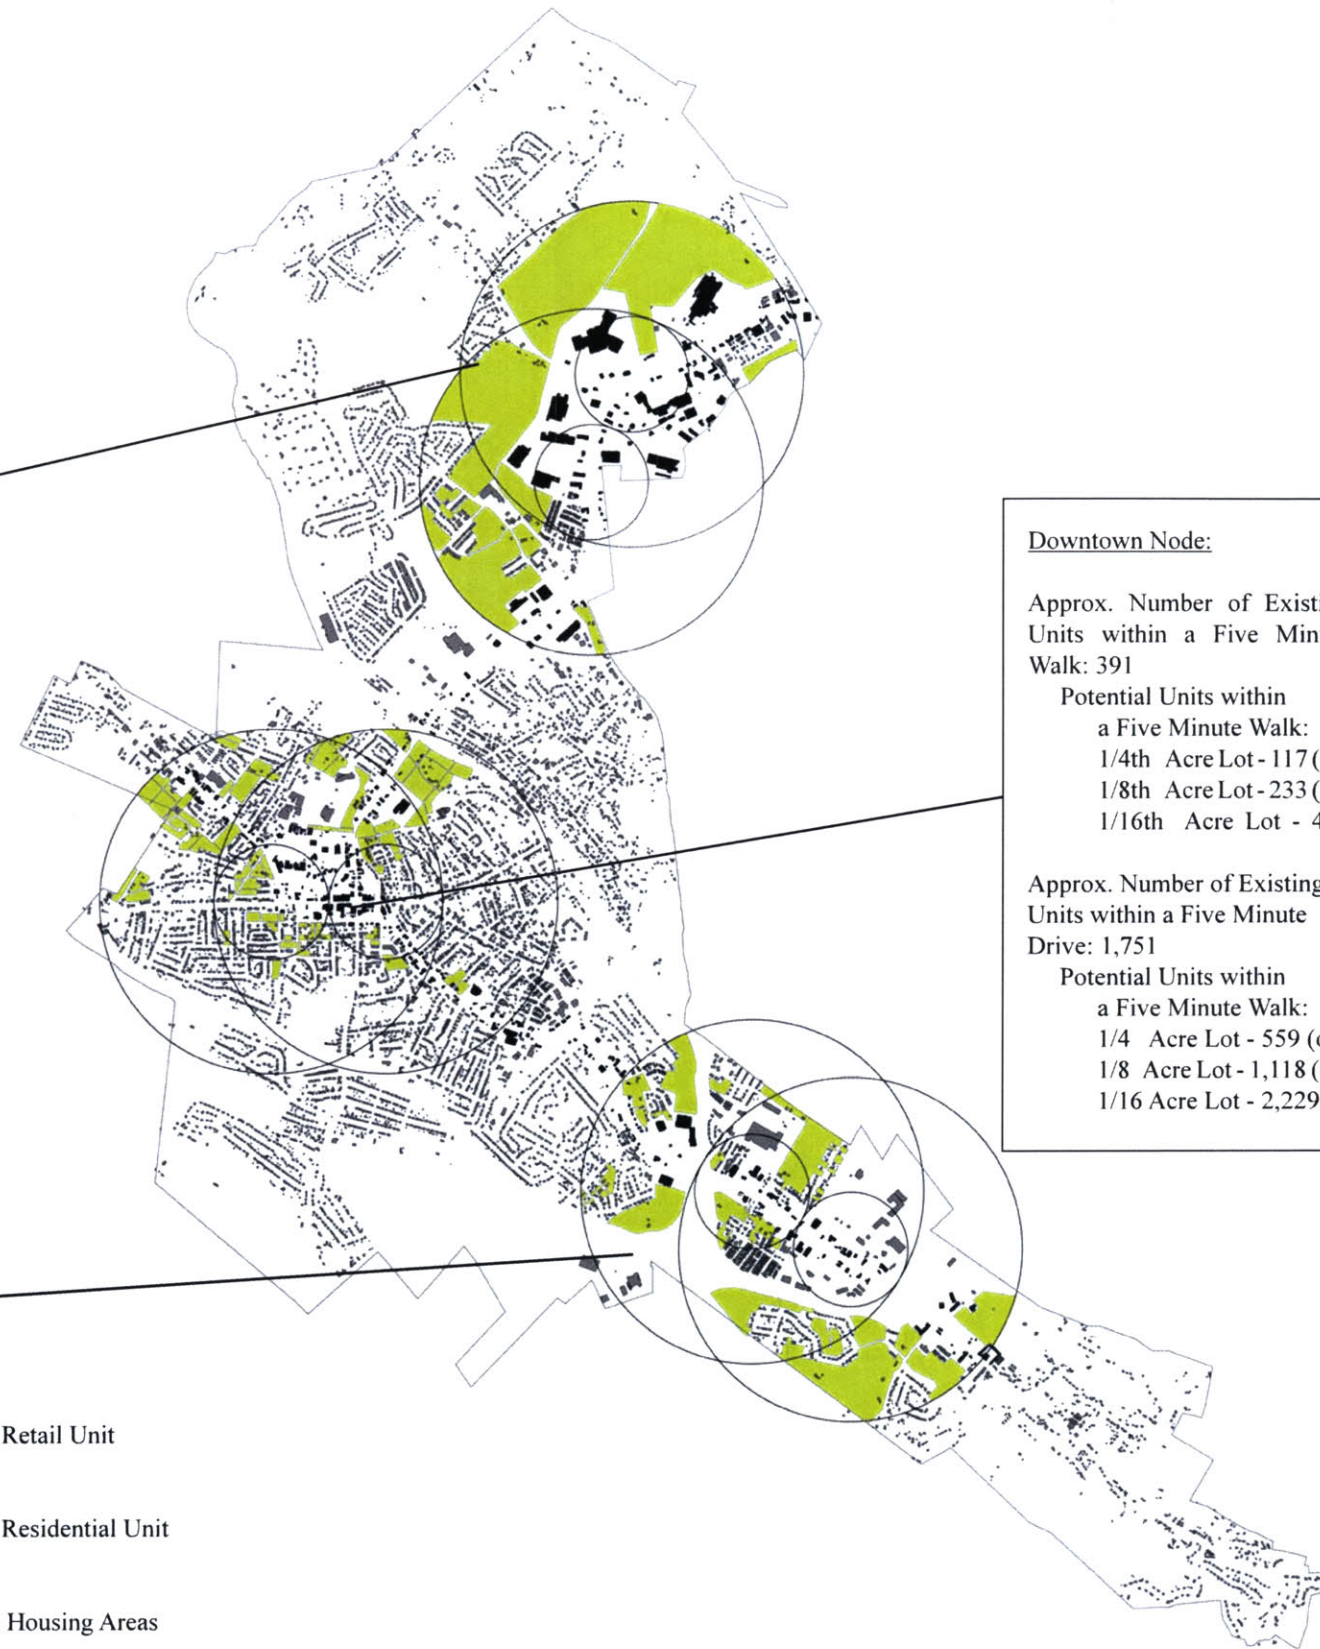 Downtown Node:
Approx. Number of
Units within a Five
Walk: 391
Potential Units within
a Five Minute Walk:
1/4th Acre Lot - 117 (
1/8th Acre Lot - 233 (
1/16th Acre Lot - 4
Approx. Number of Existing
Units within a Five Minute
Drive: 1,751
Potential Units within
a Five Minute Walk:
1/4 Acre Lot - 559 (
1/8 Acre Lot - 1,118 (
1/16 Acre Lot - 2,229
Retail Unit
Residential Unit
Housing Areas